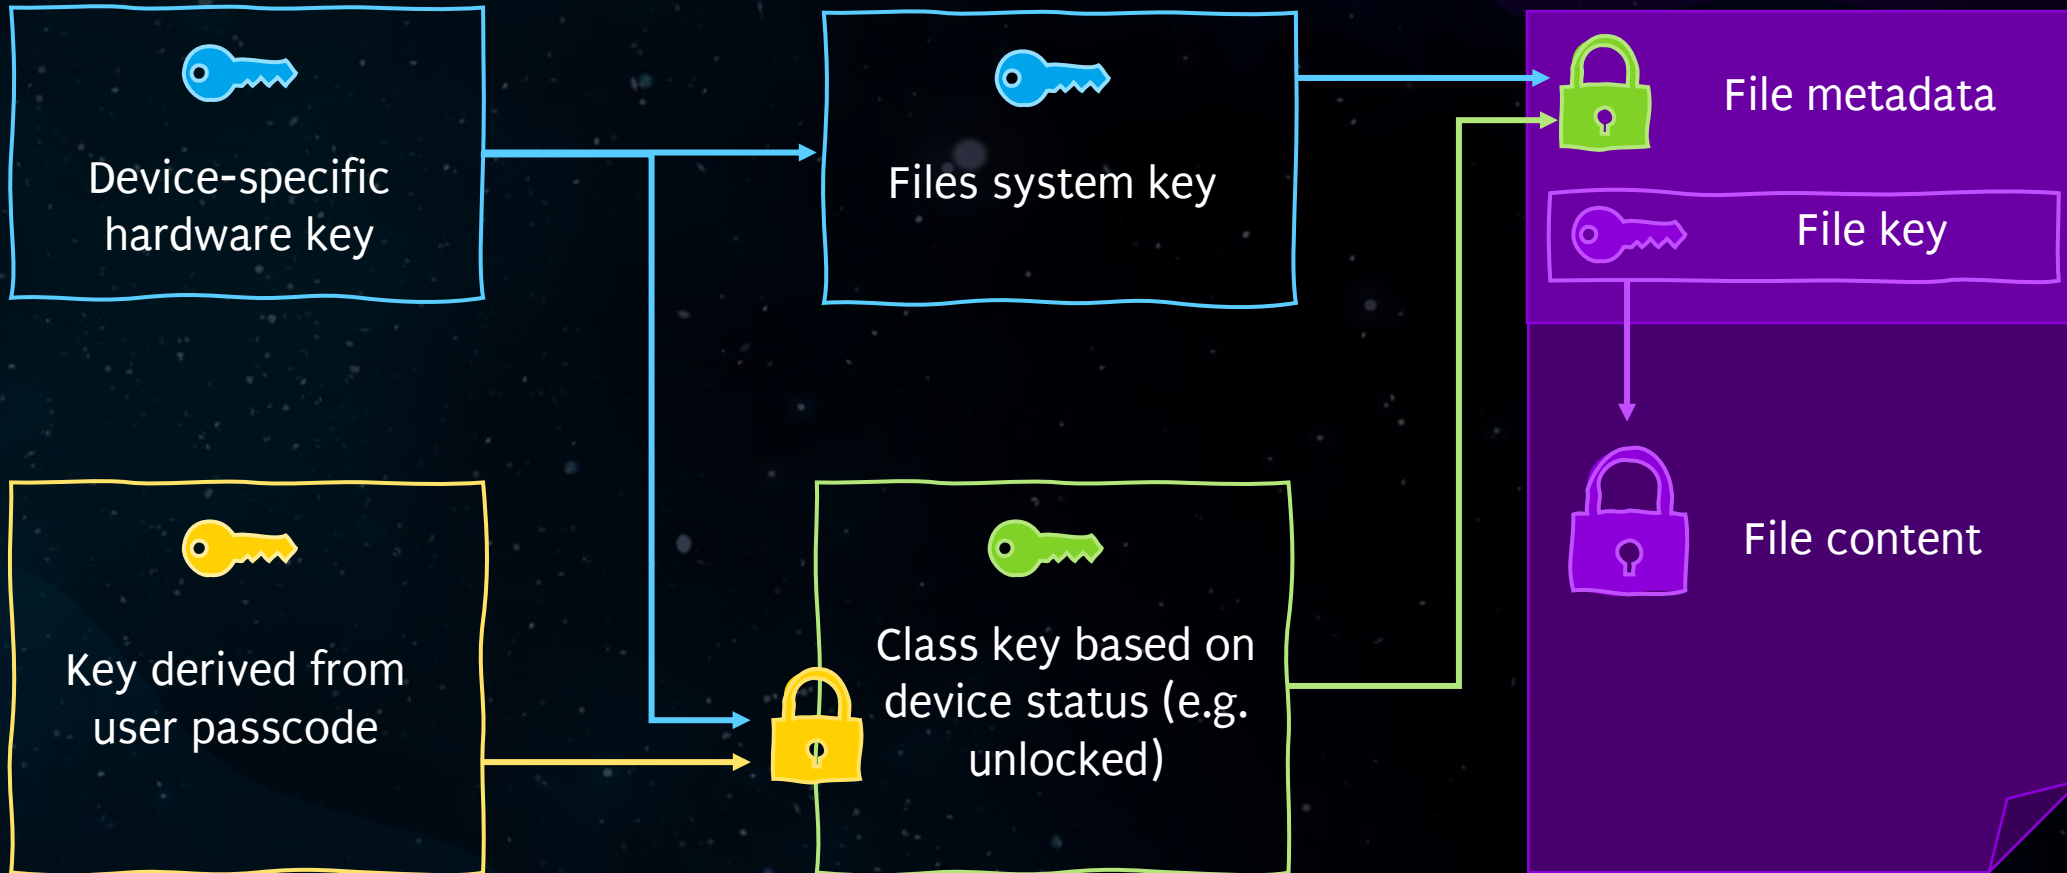 Device-specific
hardware key
Files system key
File metadata
File key
File content
Key derived from
user passcode
Class key based on
device status (e.g.
unlocked)